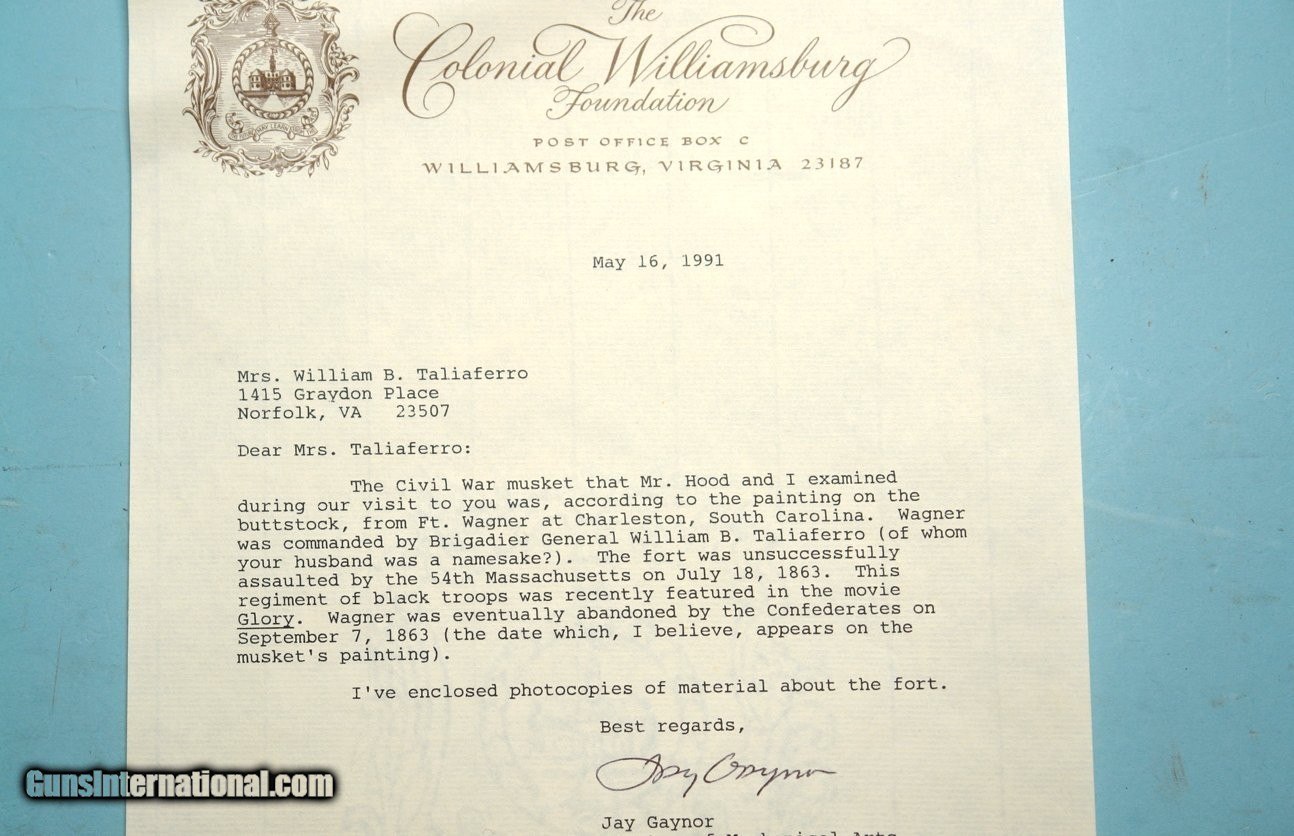 The
Colonial Williamsburg
Foundation
POST OFFICE BOX C
WILLIAMSBURG, VIRGINIA 23187
May 16, 1991
Mrs. William B. Taliaferro
1415 Graydon Place
Norfolk, VA 23507
Dear Mrs. Taliaferro:
The Civil War musket that Mr. Hood and I examined
during our visit to you was, according to the painting on the
buttstock, from Ft. Wagner at Charleston, South Carolina. Wagner
was commanded by Brigadier General William B. Taliaferro (of whom
your husband was a namesake?). The fort was unsuccessfully
assaulted by the 54th Massachusetts on July 18, 1863. This
regiment of black troops was recently featured in the movie
Glory. Wagner was eventually abandoned by the Confederates on
September 7, 1863 (the date which, I believe, appears on the
musket's painting).
I've enclosed photocopies of material about the fort.
Best regards,
Jay Gaynor
Jay Gaynor
of Mechanical Arts
GunsInternational.com